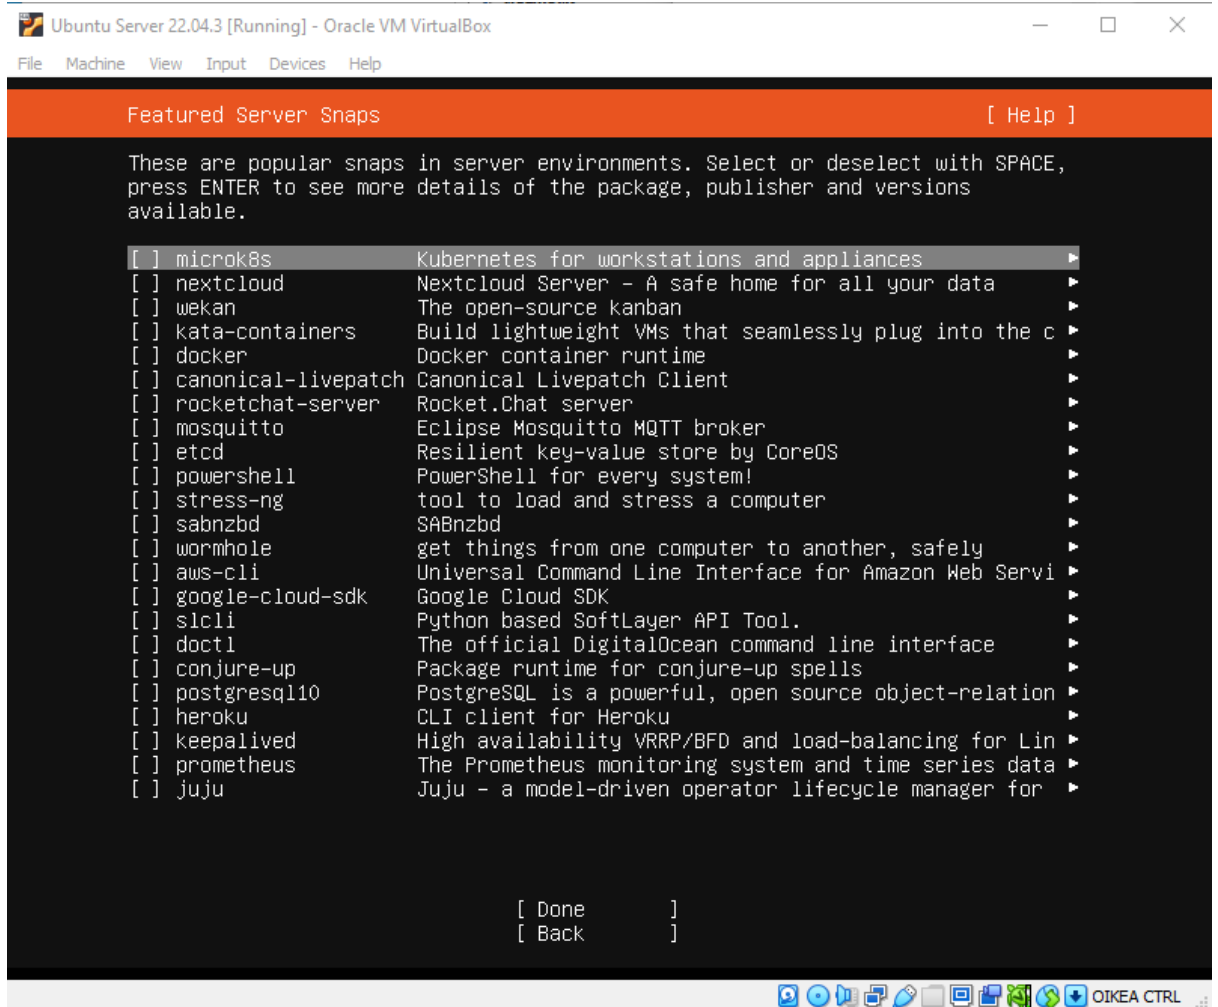 Ubuntu Server 22.04.3 [Running] - Oracle VM VirtualBox
File Machine View Input Devices Help
Featured Server Snaps [ Help ]
These are popular snaps in server environments. Select or deselect with SPACE,
press ENTER to see more details of the package, publisher and versions
available.
[ ] microk8s Kubernetes for workstations and appliances ▸
[ ] nextcloud Nextcloud Server - A safe home for all your data ▸
[ ] wekan The open-source kanban ▸
[ ] kata-containers Build lightweight VMs that seamlessly plug into the c ▸
[ ] docker Docker container runtime ▸
[ ] canonical-livepatch Canonical Livepatch Client ▸
[ ] rocketchat-server Rocket.Chat server ▸
[ ] mosquitto Eclipse Mosquitto MQTT broker ▸
[ ] etcd Resilient key-value store by CoreOS ▸
[ ] powershell PowerShell for every system! ▸
[ ] stress-ng tool to load and stress a computer ▸
[ ] sabnzbd SABnzbd ▸
[ ] wormhole get things from one computer to another, safely ▸
[ ] aws-cli Universal Command Line Interface for Amazon Web Servi ▸
[ ] google-cloud-sdk Google Cloud SDK ▸
[ ] slcli Python based SoftLayer API Tool. ▸
[ ] doctl The official DigitalOcean command line interface ▸
[ ] conjure-up Package runtime for conjure-up spells ▸
[ ] postgresql10 PostgreSQL is a powerful, open source object-relation ▸
[ ] heroku CLI client for Heroku ▸
[ ] keepalived High availability VRRP/BFD and load-balancing for Lin ▸
[ ] prometheus The Prometheus monitoring system and time series data ▸
[ ] juju Juju - a model-driven operator lifecycle manager for ▸
[ Done ]
[ Back ]
OIKEA CTRL